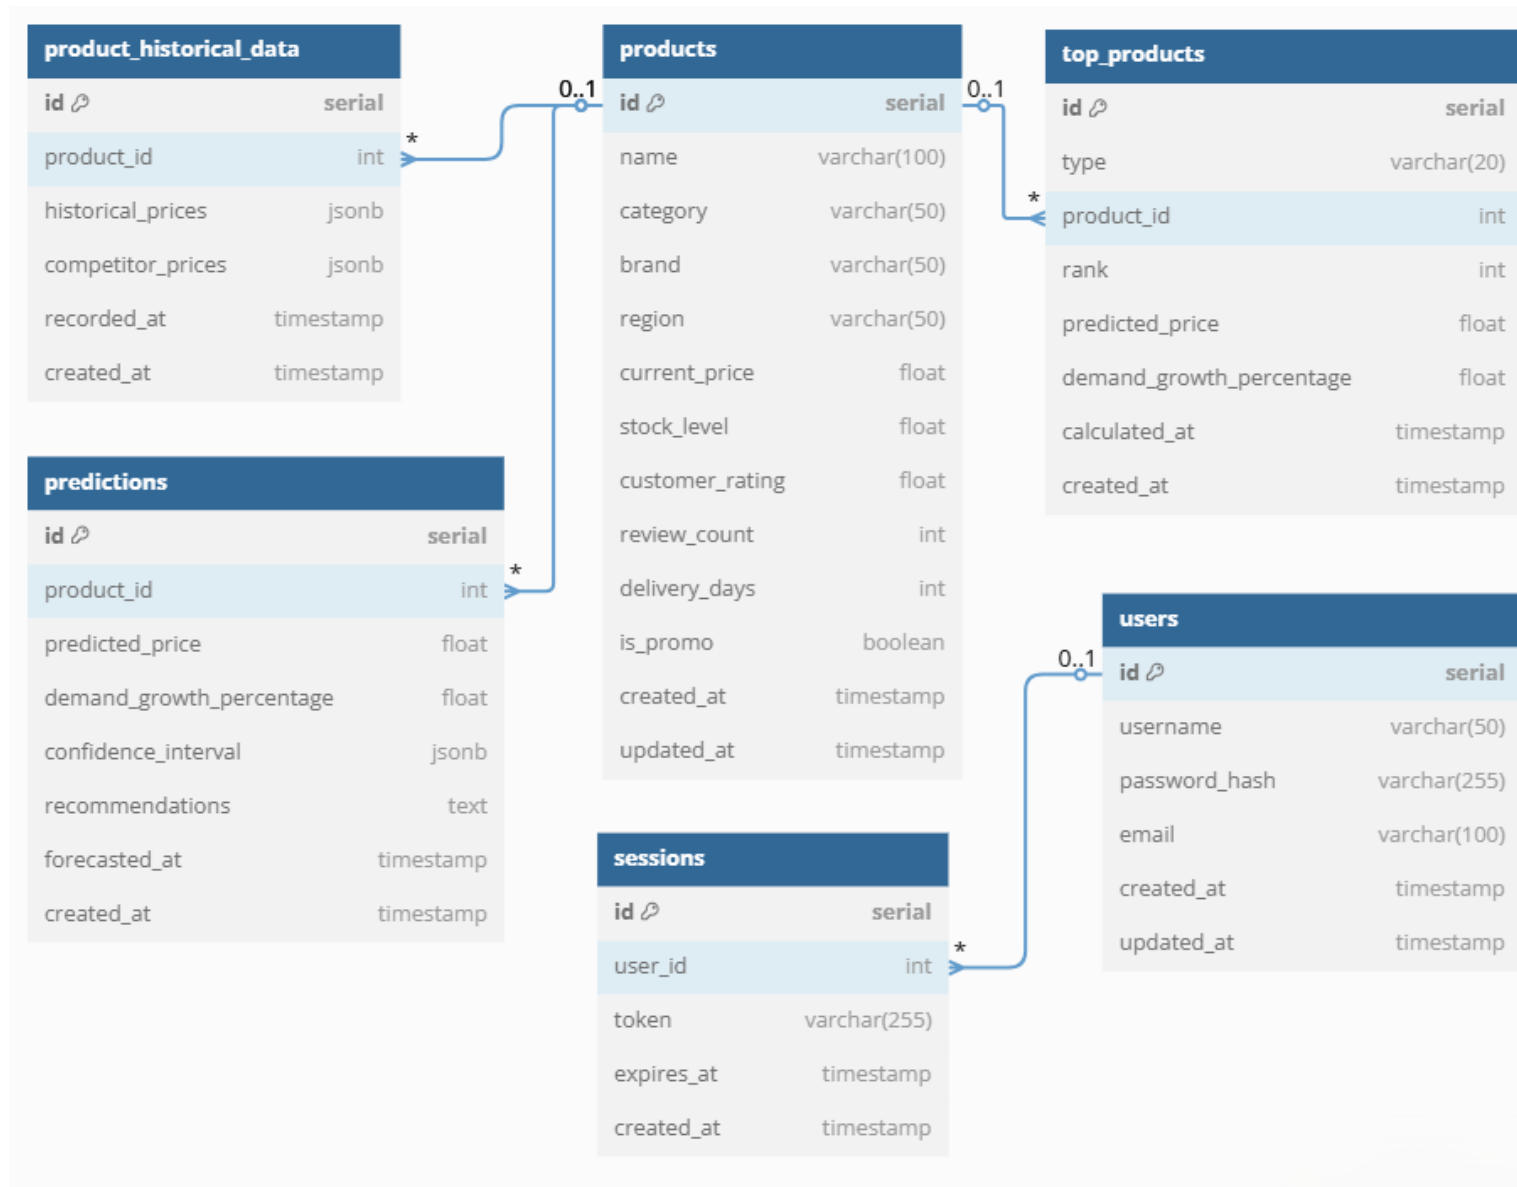 product_historical_data
id serial
product_id int
historical_prices jsonb
competitor_prices jsonb
recorded_at timestamp
created_at timestamp
*
0..1
products
id serial
name varchar(100)
category varchar(50)
brand varchar(50)
region varchar(50)
current_price float
stock_level float
customer_rating float
review_count int
delivery_days int
is_promo boolean
created_at timestamp
updated_at timestamp
0..1
*
top_products
id serial
type varchar(20)
product_id int
rank int
predicted_price float
demand_growth_percentage float
calculated_at timestamp
created_at timestamp
predictions
id serial
product_id int
predicted_price float
demand_growth_percentage float
confidence_interval jsonb
recommendations text
forecasted_at timestamp
created_at timestamp
*
sessions
id serial
user_id int
token varchar(255)
expires_at timestamp
created_at timestamp
*
0..1
users
id serial
username varchar(50)
password_hash varchar(255)
email varchar(100)
created_at timestamp
updated_at timestamp